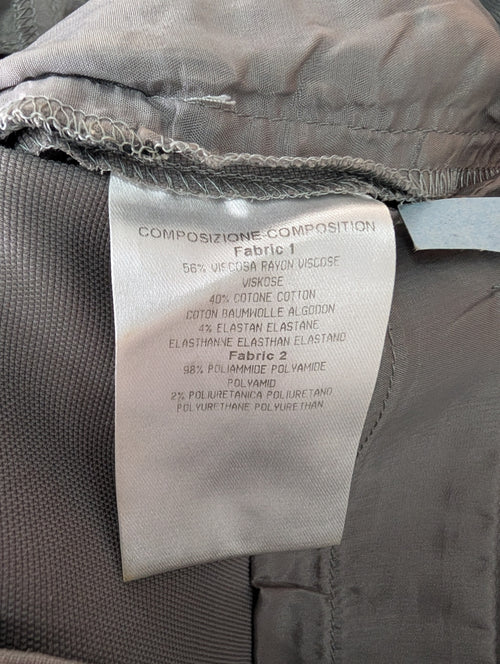 COMPOSIZIONE-COMPOSITION
Fabric 1
56% VISCOSA RAYON VISCOSE
VISKOSE
40% COTONE COTTON
COTON BAUMWOLLE ALGODON
4% ELASTAN ELASTANE
ELASTHANNE ELASTHAN ELASTANO
Fabric 2
98% POLIAMMIDE POLYAMIDE
POLYAMID
2% POLIURETANICA POLIURETANO
POLYURETHANE POLYURETHAN